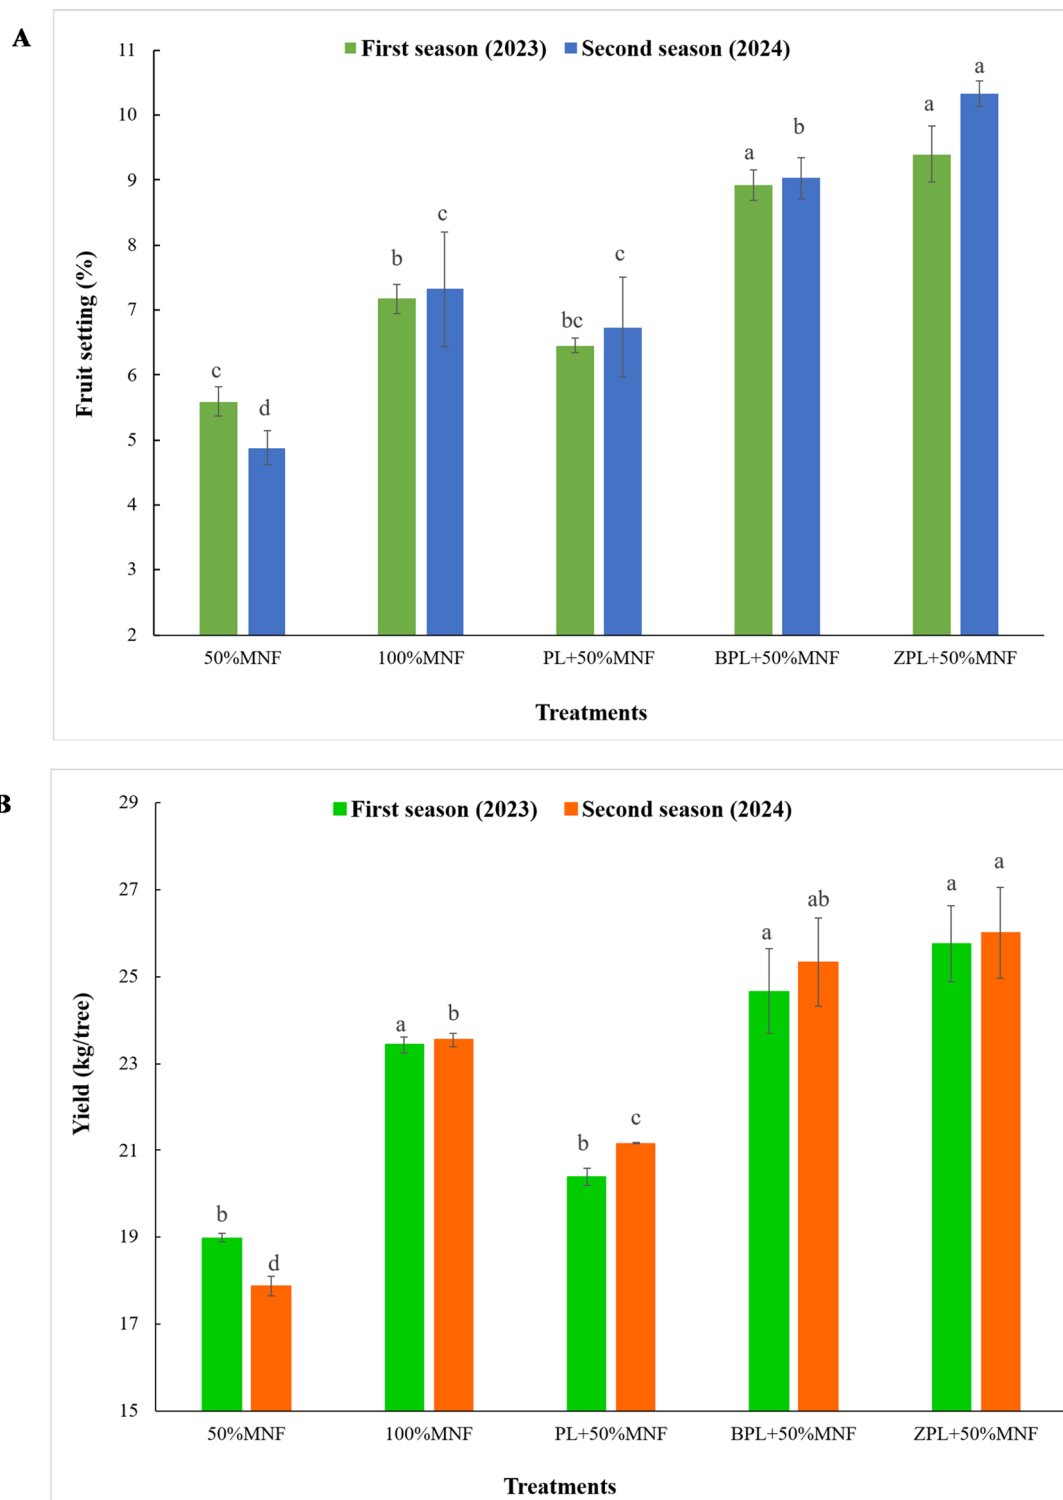 A
First season (2023) Second season (2024)
11
10
9
8
7
6
5
4
3
2
Fruit setting (%)
c d b c bc c a b a a
50%MNF 100%MNF PL+50%MNF BPL+50%MNF ZPL+50%MNF
Treatments
B
First season (2023) Second season (2024)
29
27
25
23
21
19
17
15
Yield (kg/tree)
b d a b b c a ab a a
50%MNF 100%MNF PL+50%MNF BPL+50%MNF ZPL+50%MNF
Treatments